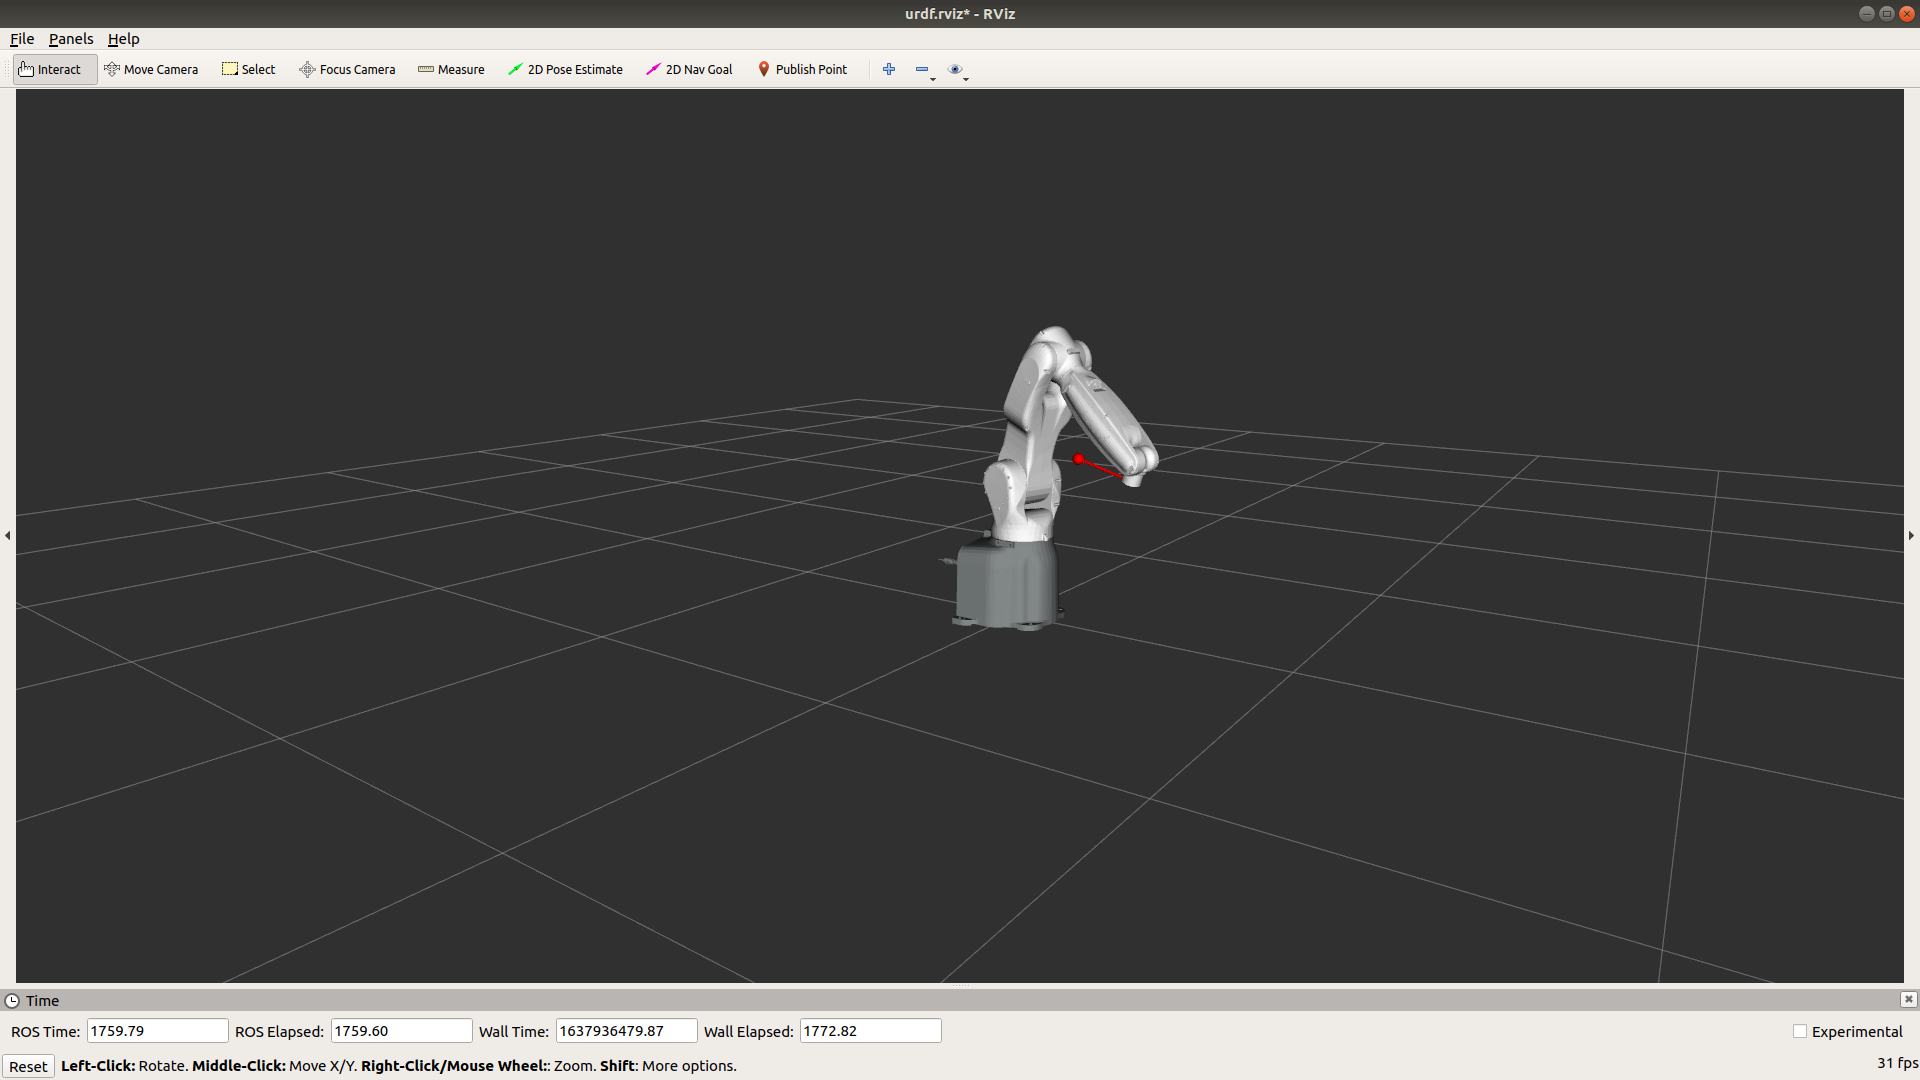 urdf.rviz* - RViz
File Panels Help
Interact Move Camera Select Focus Camera Measure 2D Pose Estimate 2D Nav Goal Publish Point
Time
ROS Time: 1759.79 ROS Elapsed: 1759.60 Wall Time: 1637936479.87 Wall Elapsed: 1772.82 Experimental
Reset Left-Click: Rotate. Middle-Click: Move X/Y. Right-Click/Mouse Wheel:: Zoom. Shift: More options. 31 fps